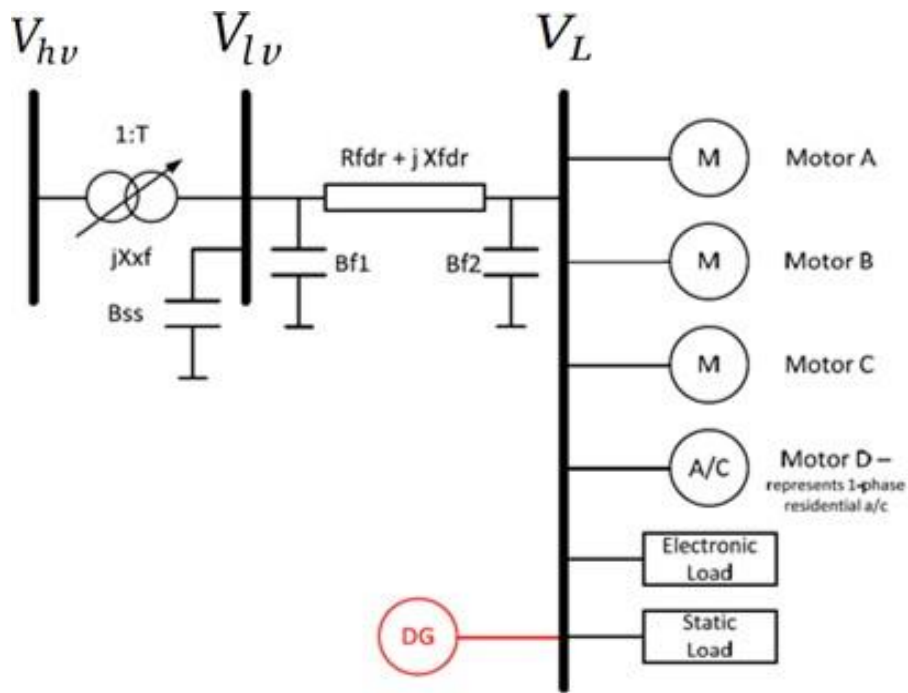 V_hv
V_lv
V_L
1:T
jXxf
Bss
Rfdr + j Xfdr
Bf1
Bf2
M
Motor A
M
Motor B
M
Motor C
A/C
Motor D –
represents 1-phase
residential a/c
Electronic
Load
DG
Static
Load